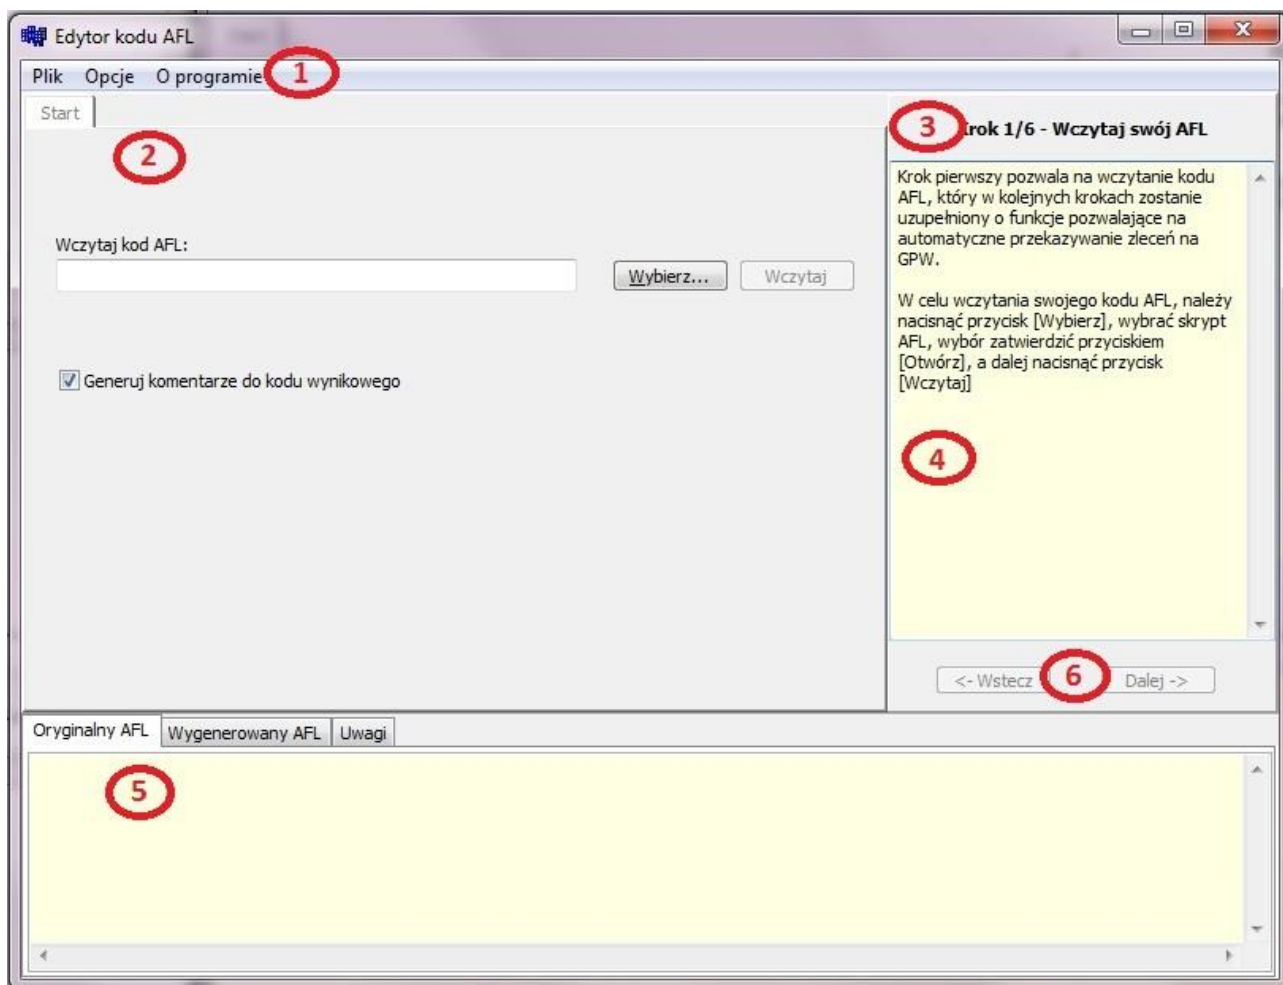 Edytor kodu AFL
Plik Opcje O programie 1
Start
2
3 Krok 1/6 - Wczytaj swój AFL
Krok pierwszy pozwala na wczytanie kodu
AFL, który w kolejnych krokach zostanie
uzupełniony o funkcje pozwalające na
automatyczne przekazywanie zleceń na
GPW.
W celu wczytania swojego kodu AFL, należy
nacisnąć przycisk [Wybierz], wybrać skrypt
AFL, wybór zatwierdzić przyciskiem
[Otwórz], a dalej nacisnąć przycisk
[Wczytaj]
4
Wczytaj kod AFL:
Wybierz... Wczytaj
Generuj komentarze do kodu wynikowego
<- Wstecz 6 Dalej ->
Oryginalny AFL Wygenerowany AFL Uwagi
5